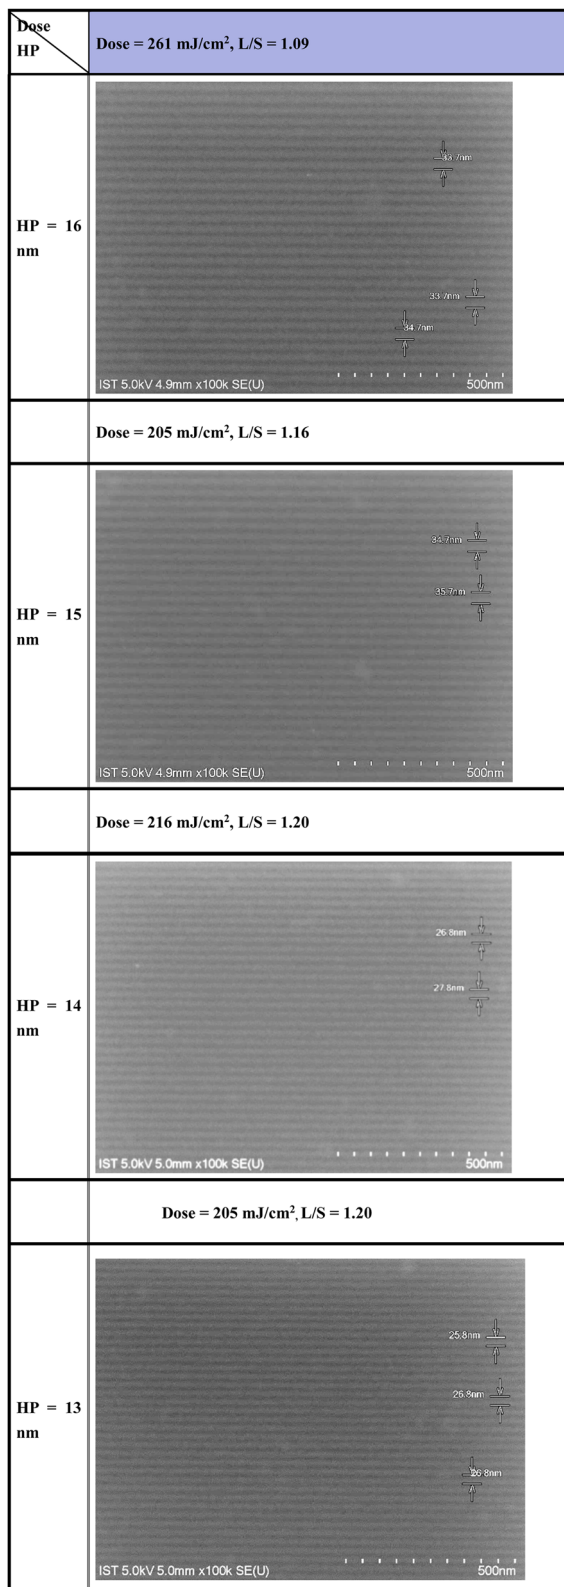 Dose
HP
Dose = 261 mJ/cm², L/S = 1.09
HP = 16
nm
33.7nm
33.7nm
34.7nm
IST 5.0kV 4.9mm x100k SE(U)
500nm
Dose = 205 mJ/cm², L/S = 1.16
HP = 15
nm
34.7nm
35.7nm
IST 5.0kV 4.9mm x100k SE(U)
500nm
Dose = 216 mJ/cm², L/S = 1.20
HP = 14
nm
26.8nm
27.8nm
IST 5.0kV 5.0mm x100k SE(U)
500nm
Dose = 205 mJ/cm², L/S = 1.20
HP = 13
nm
25.8nm
26.8nm
26.8nm
IST 5.0kV 5.0mm x100k SE(U)
500nm